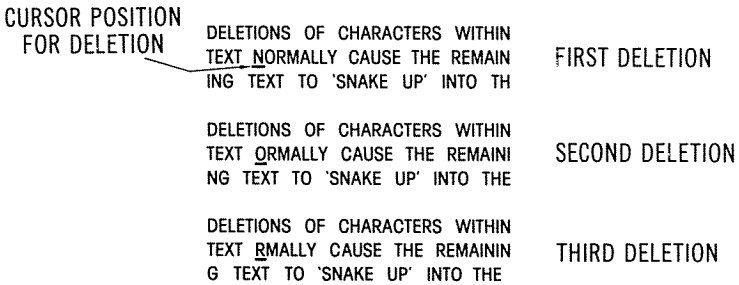 CURSOR POSITION
FOR DELETION
DELETIONS OF CHARACTERS WITHIN
TEXT NORMALLY CAUSE THE REMAIN
ING TEXT TO 'SNAKE UP' INTO TH
FIRST DELETION
DELETIONS OF CHARACTERS WITHIN
TEXT ORMALLY CAUSE THE REMAINI
NG TEXT TO 'SNAKE UP' INTO THE
SECOND DELETION
DELETIONS OF CHARACTERS WITHIN
TEXT RMALLY CAUSE THE REMAININ
G TEXT TO 'SNAKE UP' INTO THE
THIRD DELETION